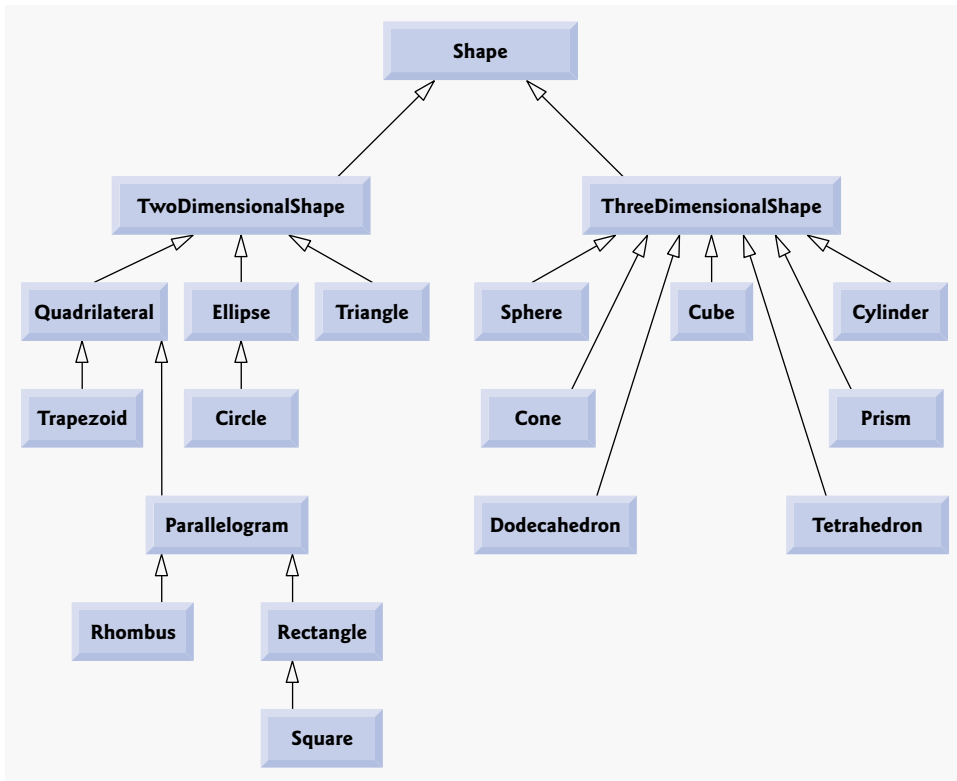 Shape
TwoDimensionalShape
ThreeDimensionalShape
Quadrilateral
Ellipse
Triangle
Sphere
Cube
Cylinder
Trapezoid
Circle
Cone
Prism
Parallelogram
Dodecahedron
Tetrahedron
Rhombus
Rectangle
Square